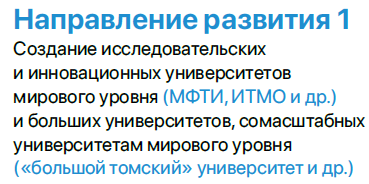 Направление развития 1
Создание исследовательских
и инновационных университетов
мирового уровня (МФТИ, ИТМО и др.)
и больших университетов, сомасштабных
университетам мирового уровня
(«большой томский» университет и др.)